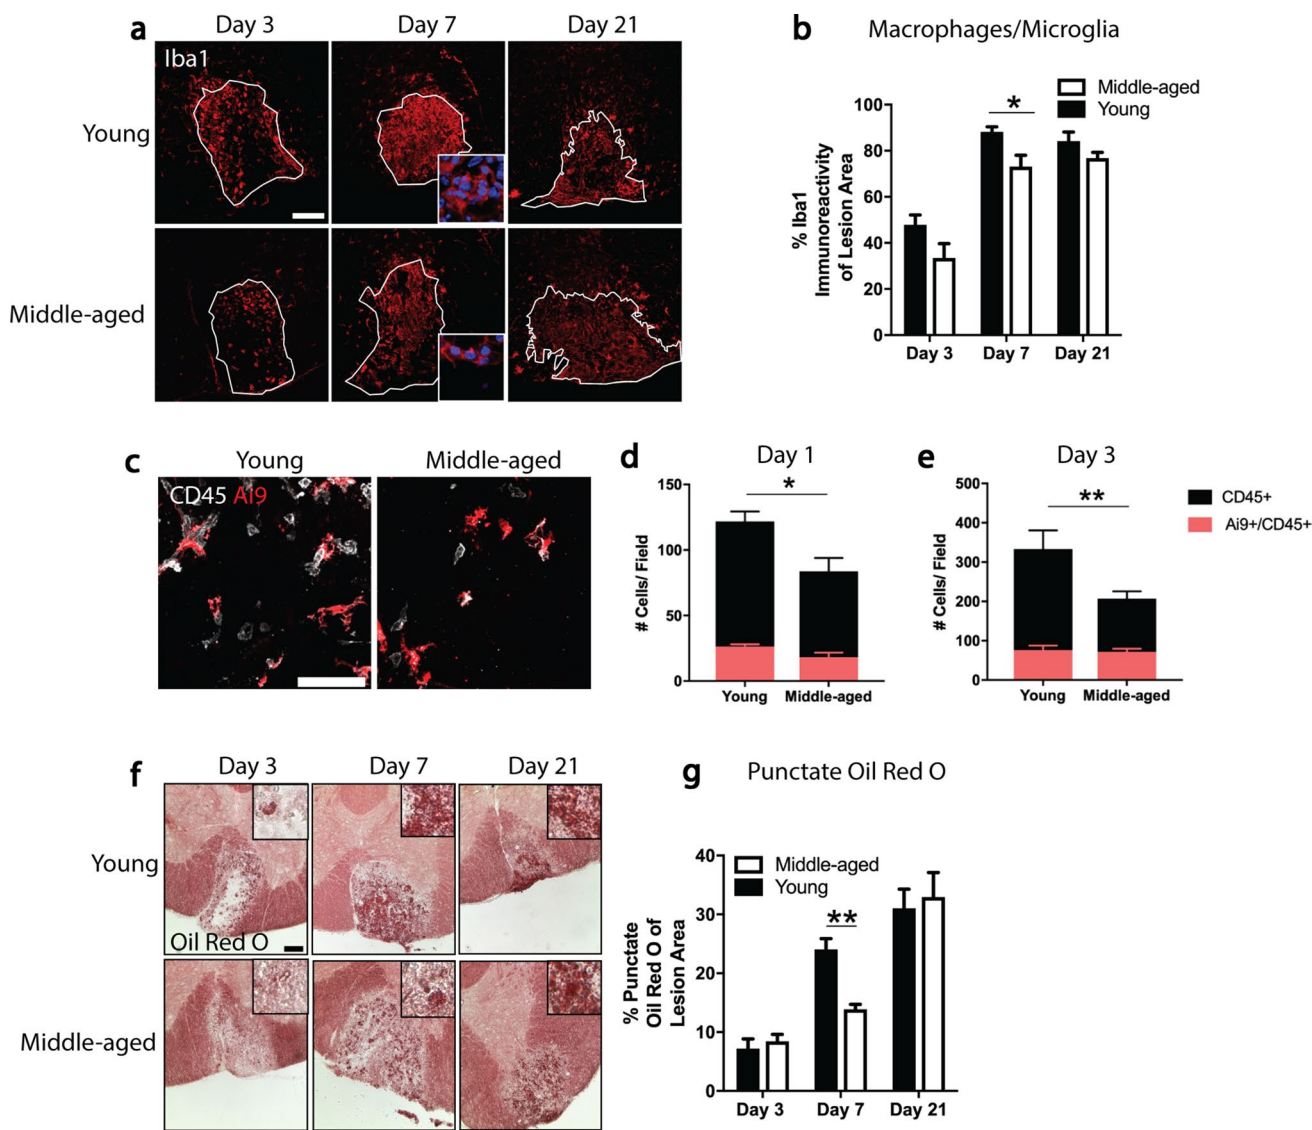 a
Day 3
Day 7
Day 21
Iba1
Young
Middle-aged
b
Macrophages/Microglia
Middle-aged
Young
*
% Iba1
Immunoreactivity
of Lesion Area
100
80
60
40
20
0
Day 3
Day 7
Day 21
c
Young
Middle-aged
CD45 Ai9
d
Day 1
*
# Cells/ Field
150
100
50
0
Young
Middle-aged
e
Day 3
**
# Cells/ Field
500
400
300
200
100
0
Young
Middle-aged
CD45+
Ai9+/CD45+
f
Day 3
Day 7
Day 21
Young
Oil Red O
Middle-aged
g
Punctate Oil Red O
Middle-aged
Young
**
% Punctate
Oil Red O of
Lesion Area
40
30
20
10
0
Day 3
Day 7
Day 21